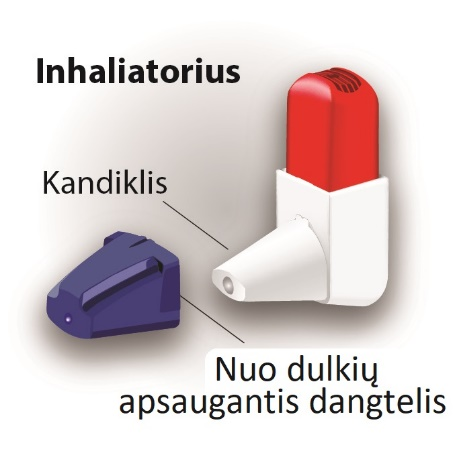 Inhaliatorius
Kandiklis
Nuo dulkių
apsaugantis dangtelis